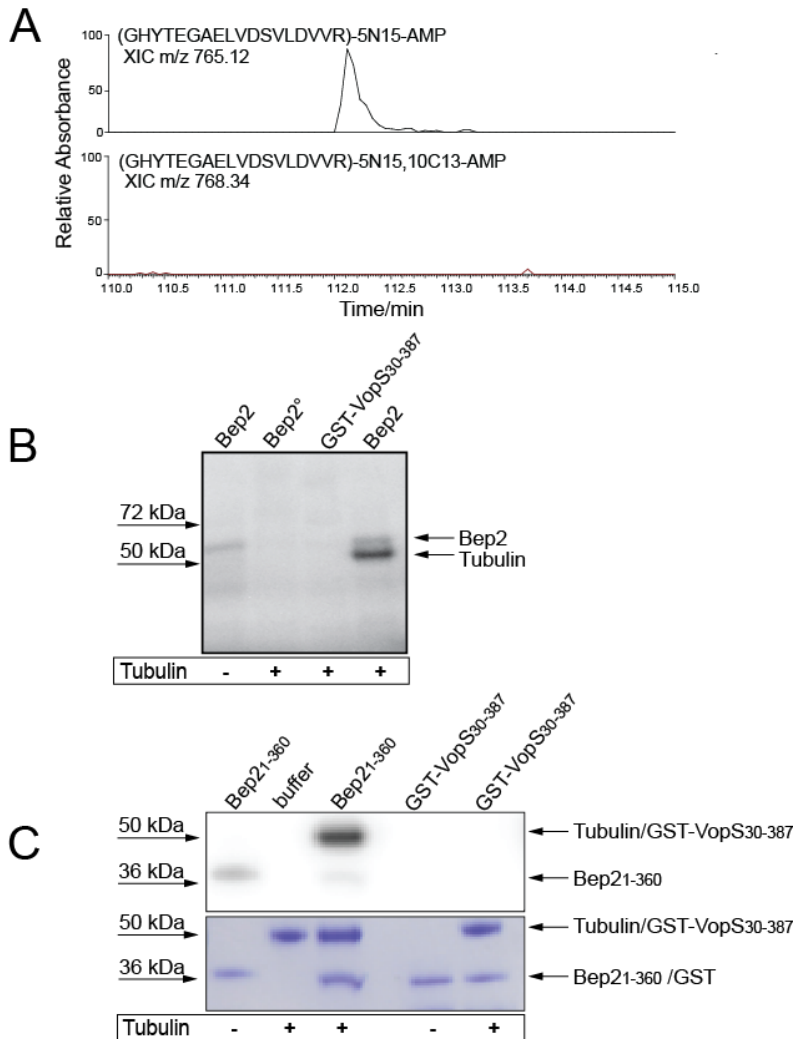 A
(GHYTEGAELVDSVLDVVR)-5N15-AMP
XIC m/z 765.12
100
50
0
(GHYTEGAELVDSVLDVVR)-5N15,10C13-AMP
XIC m/z 768.34
100
50
0
Relative Absorbance
110.0 110.5 111.0 111.5 112.0 112.5 113.0 113.5 114.0 114.5 115.0
Time/min
B
Bep2 Bep2° GST-VopS30-387 Bep2
72 kDa
50 kDa
Bep2
Tubulin
Tubulin - + + +
C
Bep21-360 buffer Bep21-360 GST-VopS30-387 GST-VopS30-387
50 kDa
Tubulin/GST-VopS30-387
36 kDa
Bep21-360
50 kDa
Tubulin/GST-VopS30-387
36 kDa
Bep21-360 /GST
Tubulin - + + - +